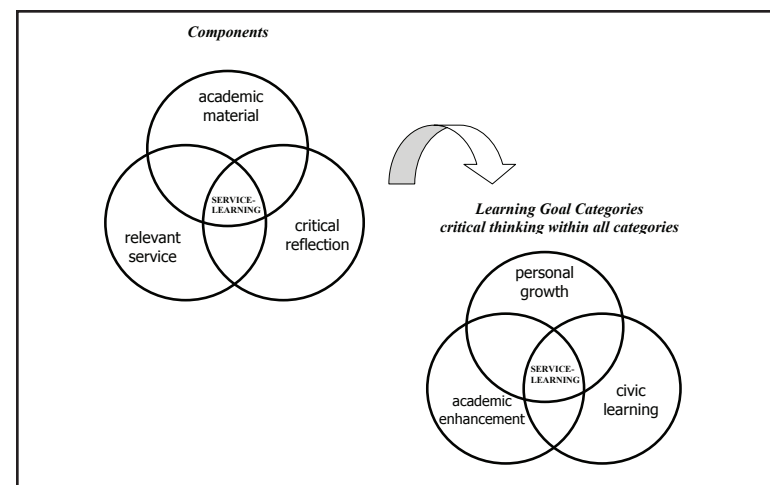 Components
academic
material
SERVICE-
LEARNING
relevant
service
critical
reflection
Learning Goal Categories
critical thinking within all categories
personal
growth
SERVICE-
LEARNING
academic
enhancement
civic
learning